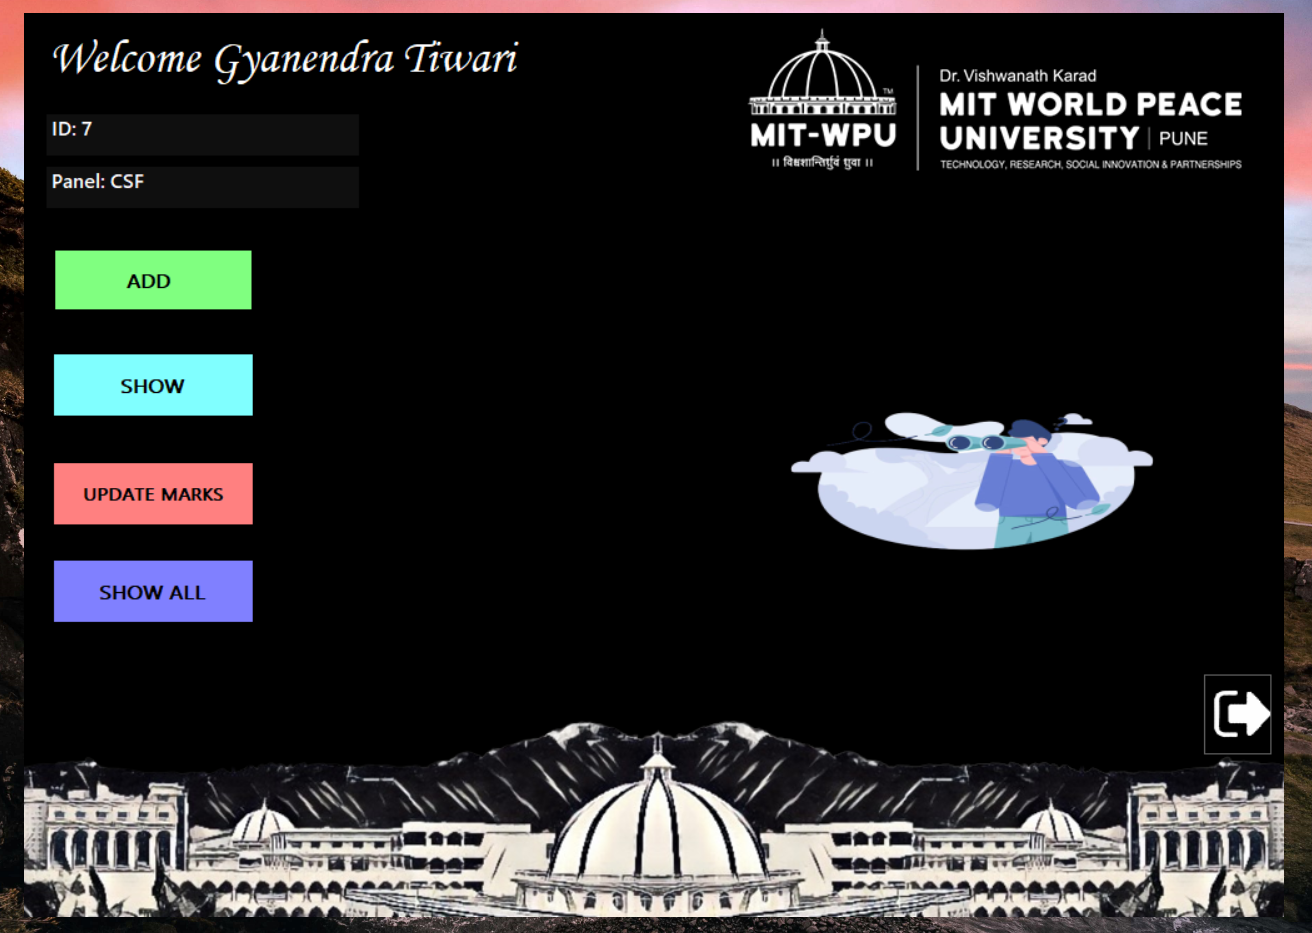 Welcome Gyanendra Tiwari
ID: 7
Panel: CSF
ADD
SHOW
UPDATE MARKS
SHOW ALL
TM
MIT-WPU
Dr. Vishwanath Karad
MIT WORLD PEACE
UNIVERSITY | PUNE
TECHNOLOGY, RESEARCH, SOCIAL INNOVATION & PARTNERSHIPS